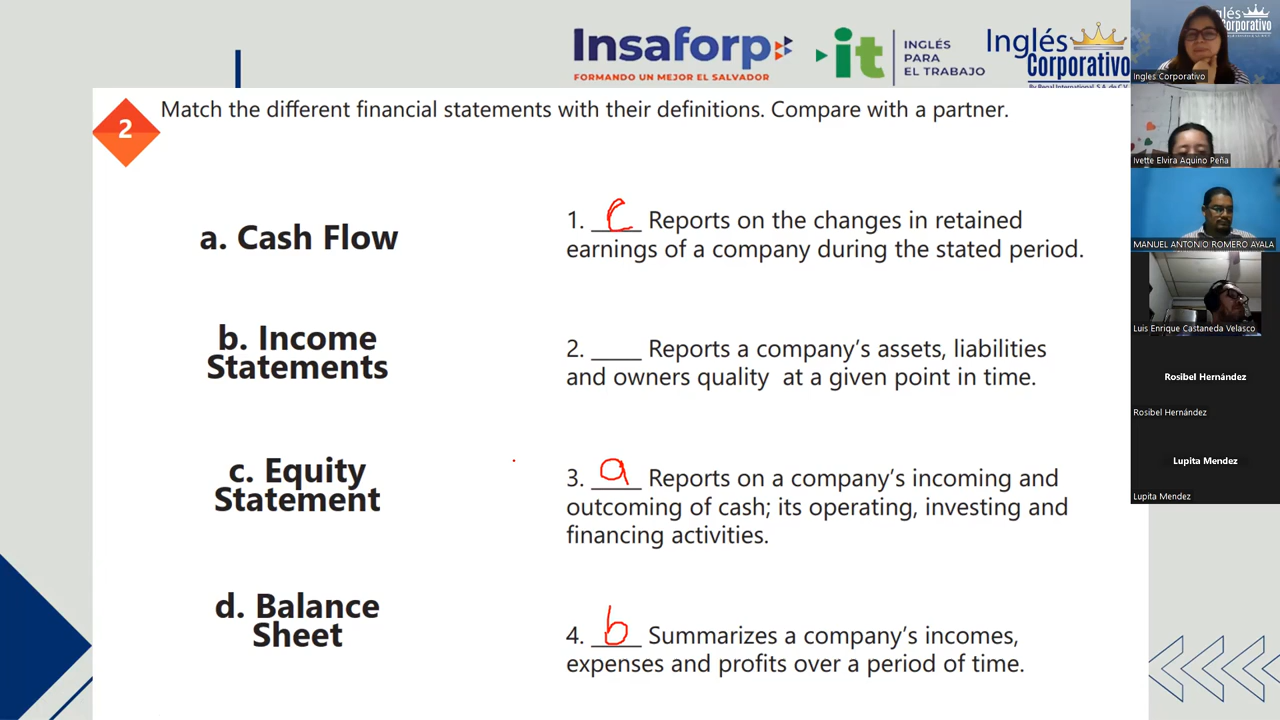 Insaforp
FORMANDO UN MEJOR EL SALVADOR
it
INGLÉS
PARA
EL TRABAJO
Inglés
Corporativo
2
Match the different financial statements with their definitions. Compare with a partner.
a. Cash Flow
b. Income
Statements
c. Equity
Statement
d. Balance
Sheet
1. c Reports on the changes in retained
earnings of a company during the stated period.
2. ____ Reports a company's assets, liabilities
and owners quality at a given point in time.
3. a Reports on a company's incoming and
outcoming of cash; its operating, investing and
financing activities.
4. b Summarizes a company's incomes,
expenses and profits over a period of time.
Ingles Corporativo
Ivette Elvira Aquino Peña
MANUEL ANTONIO ROMERO AYALA
Luis Enrique Castaneda Velasco
Rosibel Hernández
Rosibel Hernández
Lupita Mendez
Lupita Mendez